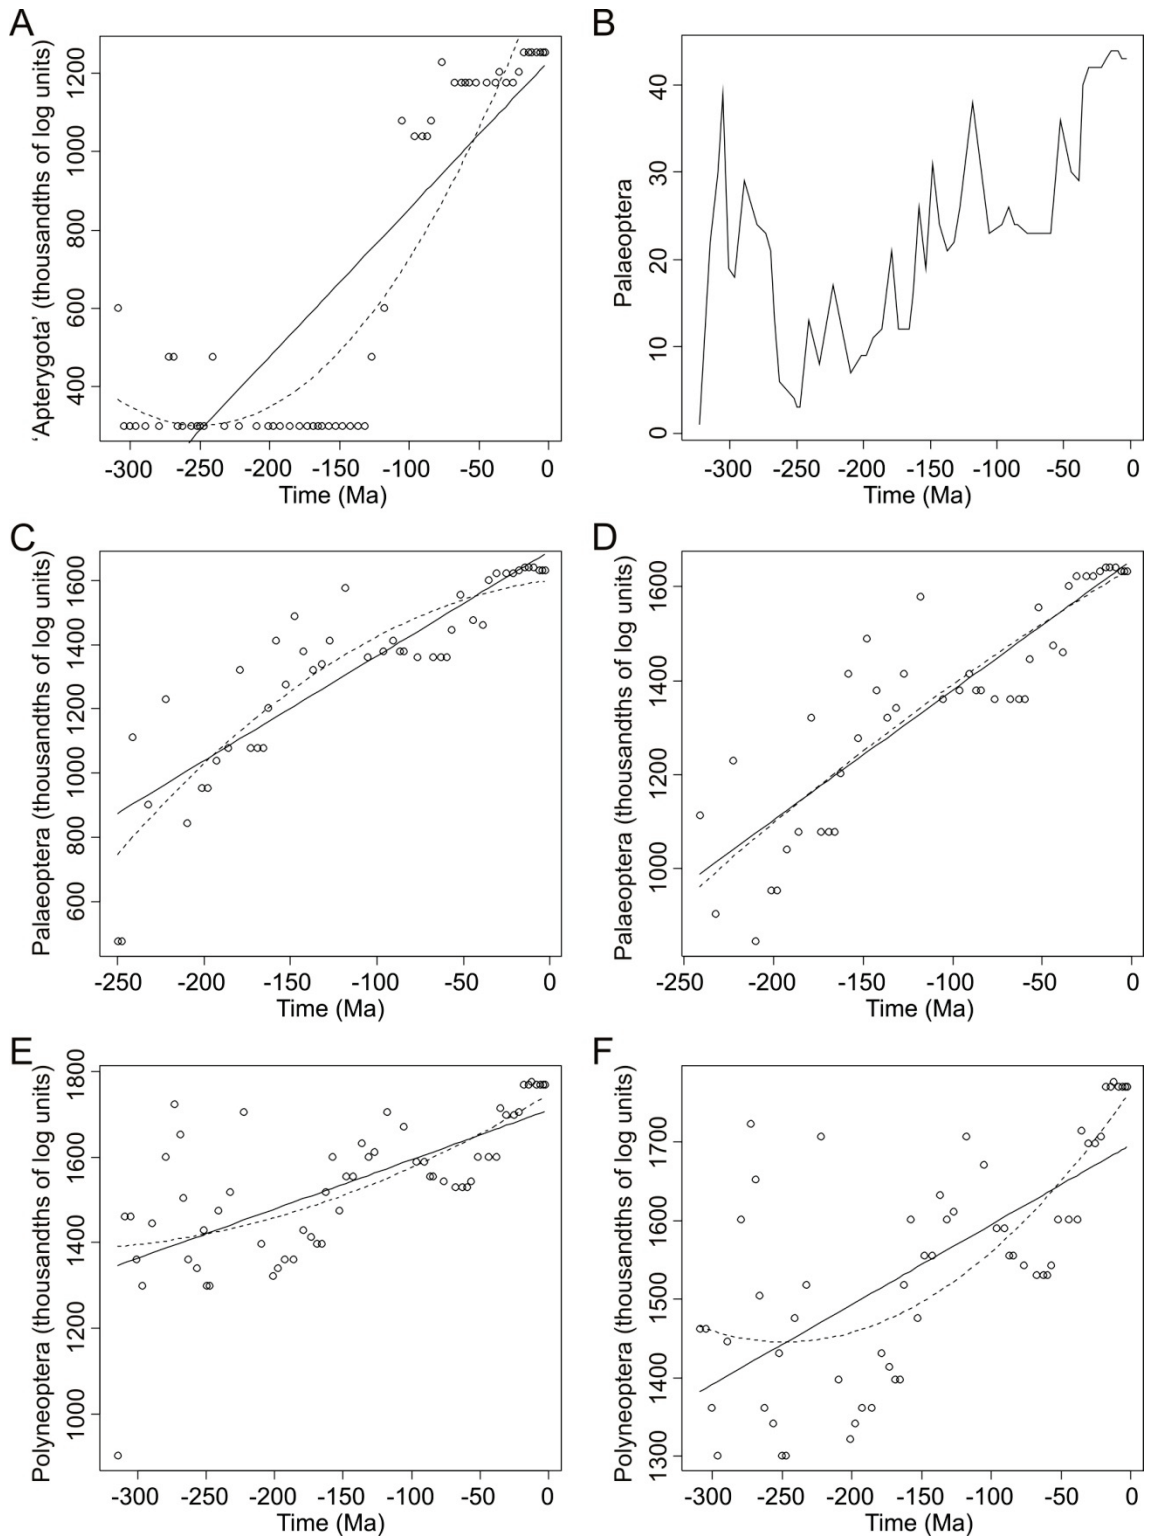 A
'Apterygota' (thousandths of log units)
1200
1000
800
600
400
-300 -250 -200 -150 -100 -50 0
Time (Ma)
B
Palaeoptera
40
30
20
10
0
-300 -250 -200 -150 -100 -50 0
Time (Ma)
C
Palaeoptera (thousandths of log units)
1600
1400
1200
1000
800
600
-250 -200 -150 -100 -50 0
Time (Ma)
D
Palaeoptera (thousandths of log units)
1600
1400
1200
1000
-250 -200 -150 -100 -50 0
Time (Ma)
E
Polyneoptera (thousandths of log units)
1800
1600
1400
1200
1000
-300 -250 -200 -150 -100 -50 0
Time (Ma)
F
Polyneoptera (thousandths of log units)
1700
1600
1500
1400
1300
-300 -250 -200 -150 -100 -50 0
Time (Ma)